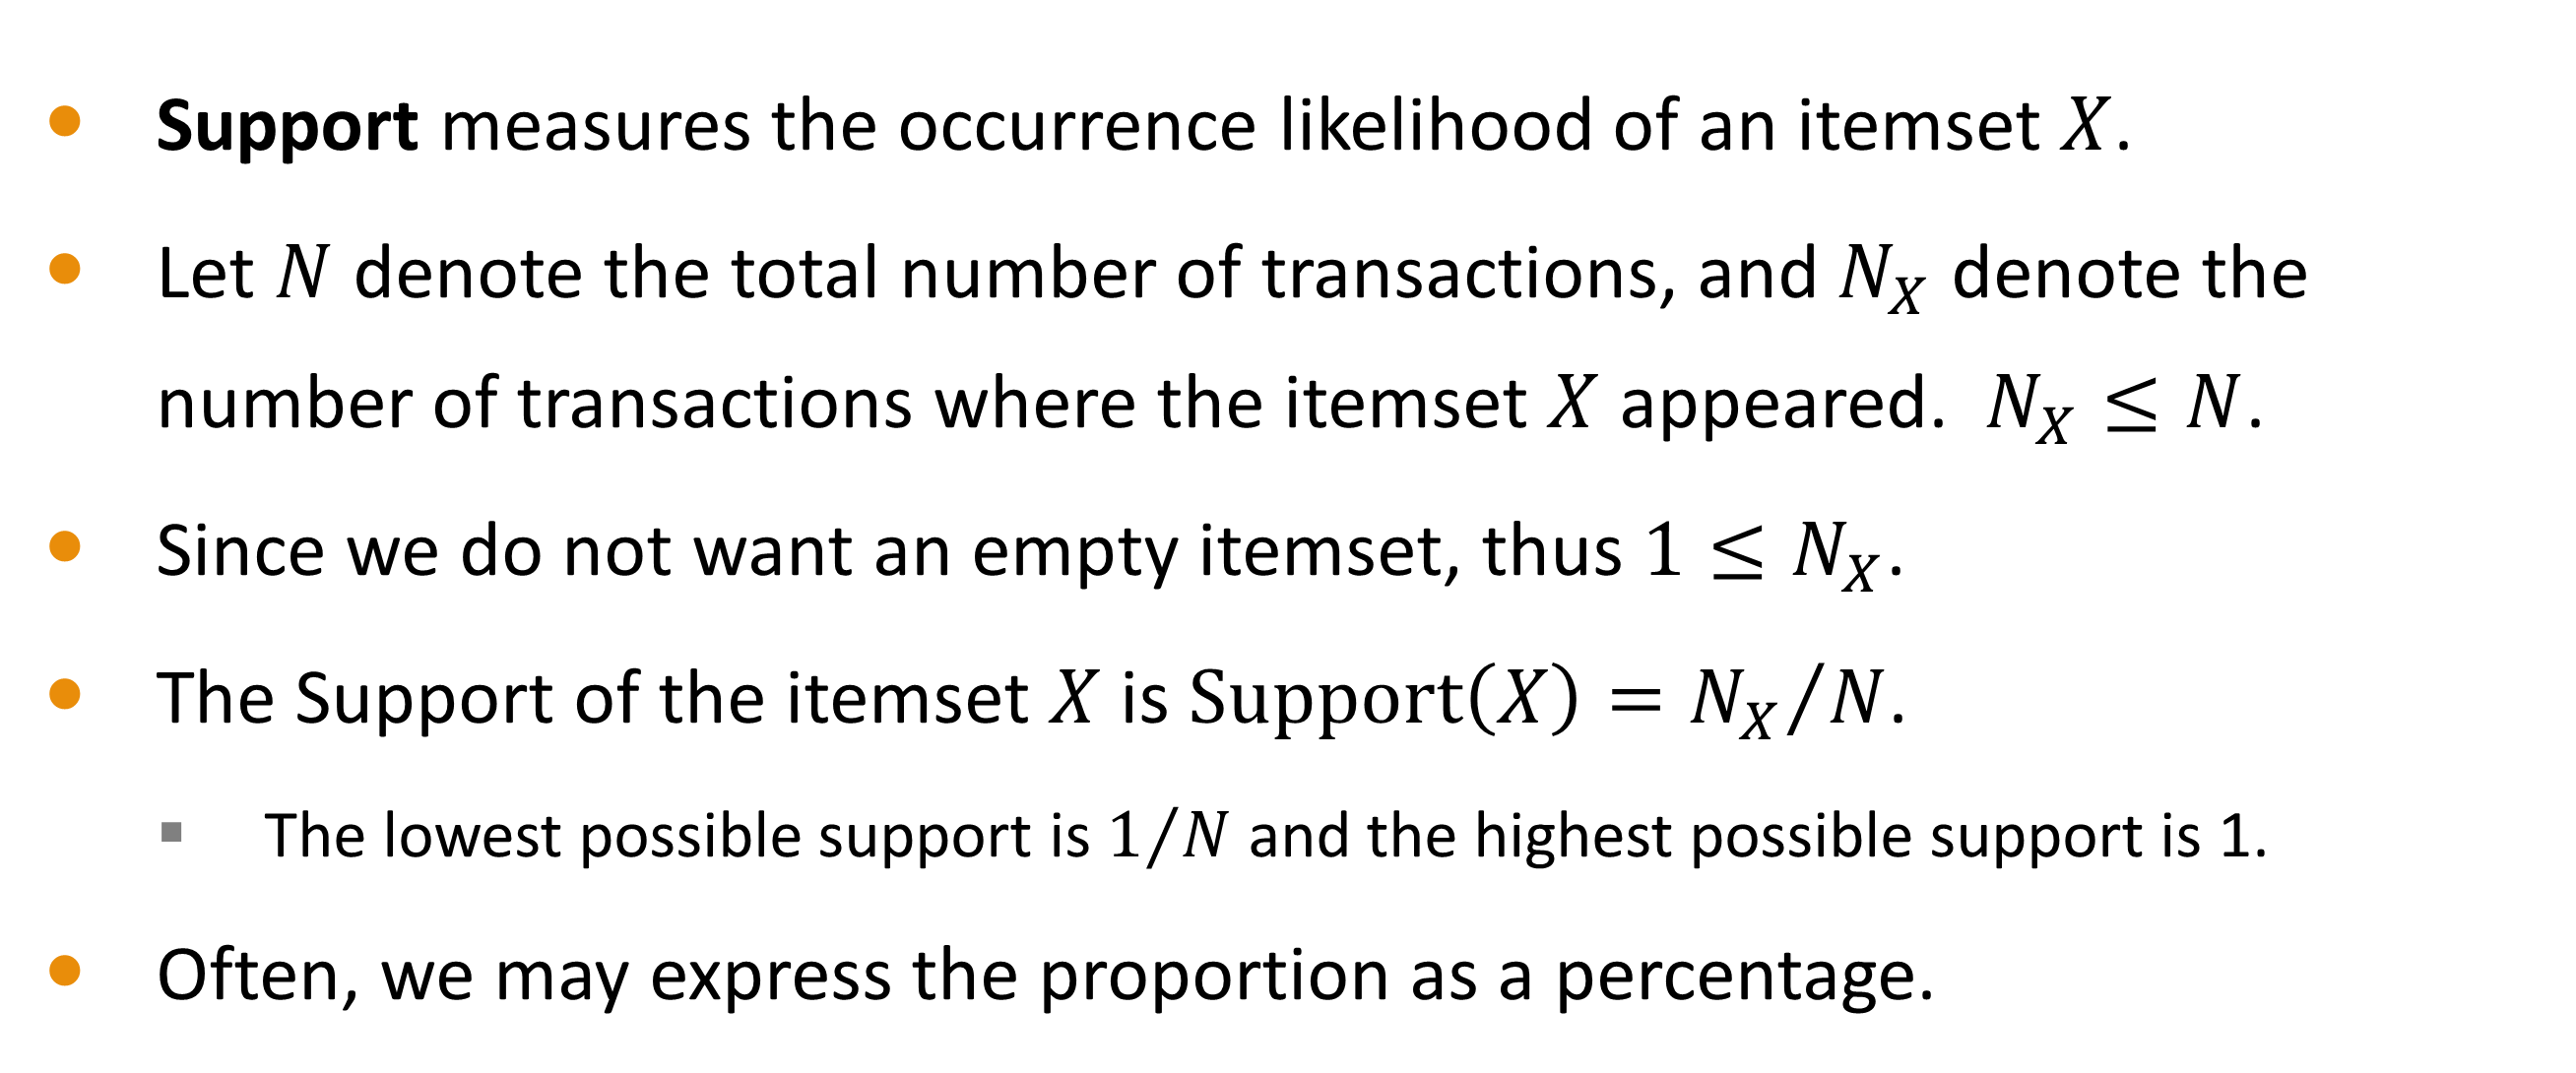 • Support measures the occurrence likelihood of an itemset X.
• Let N denote the total number of transactions, and N_X denote the
number of transactions where the itemset X appeared. N_X ≤ N.
• Since we do not want an empty itemset, thus 1 ≤ N_X.
• The Support of the itemset X is Support(X) = N_X/N.
▪ The lowest possible support is 1/N and the highest possible support is 1.
• Often, we may express the proportion as a percentage.